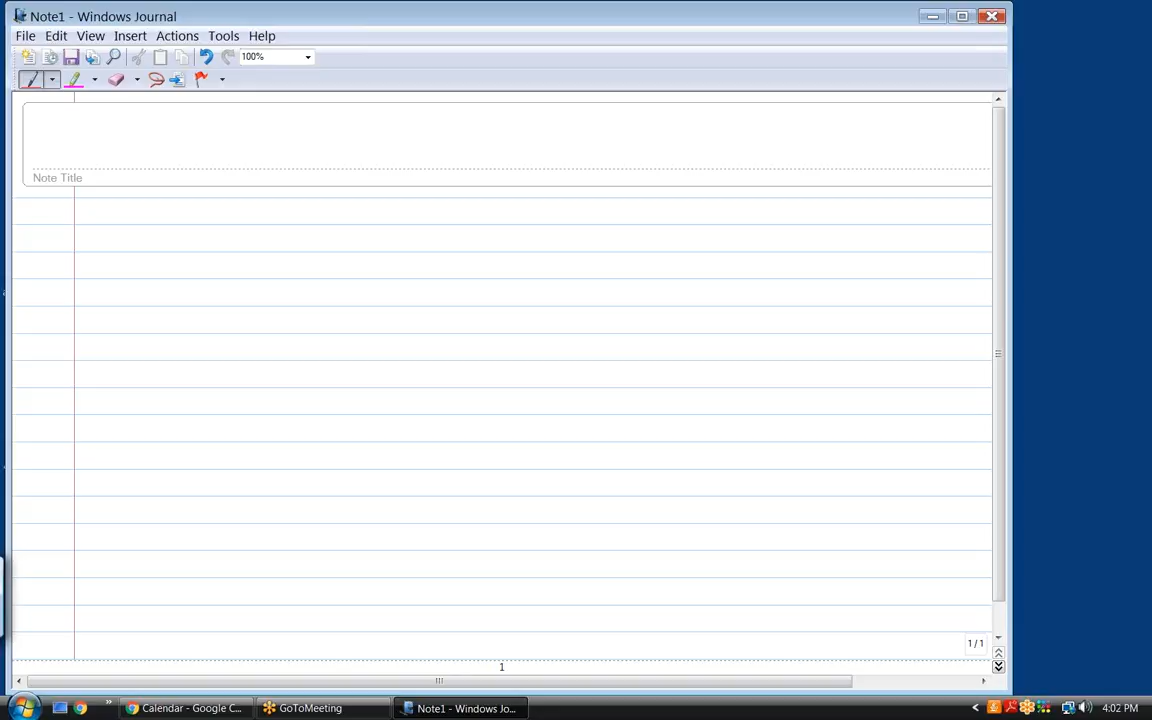 Note1 - Windows Journal
File Edit View Insert Actions Tools Help
100%
Note Title
1/1
1
Calendar - Google C... GoToMeeting Note1 - Windows Jo... 4:02 PM